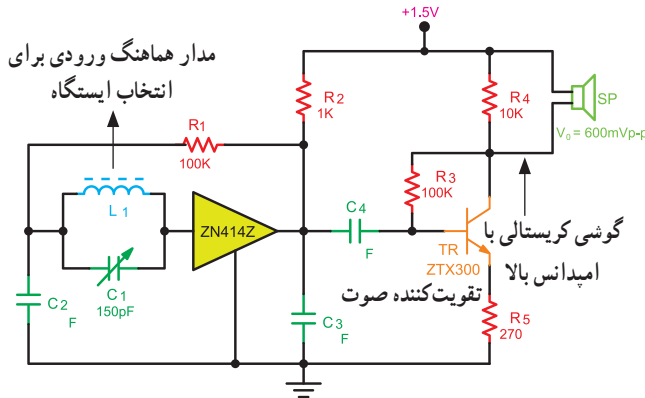 +1.5V
مدار هماهنگ ورودی برای
انتخاب ایستگاه
R2
1K
R4
10K
SP
V0 = 600mVp-p
R1
100K
R3
100K
L 1
ZN414Z
C4
F
گوشی کریستالی با
امپدانس بالا
TR
ZTX300
تقویت‌کننده صوت
C1
150pF
C2
F
C3
F
R5
270